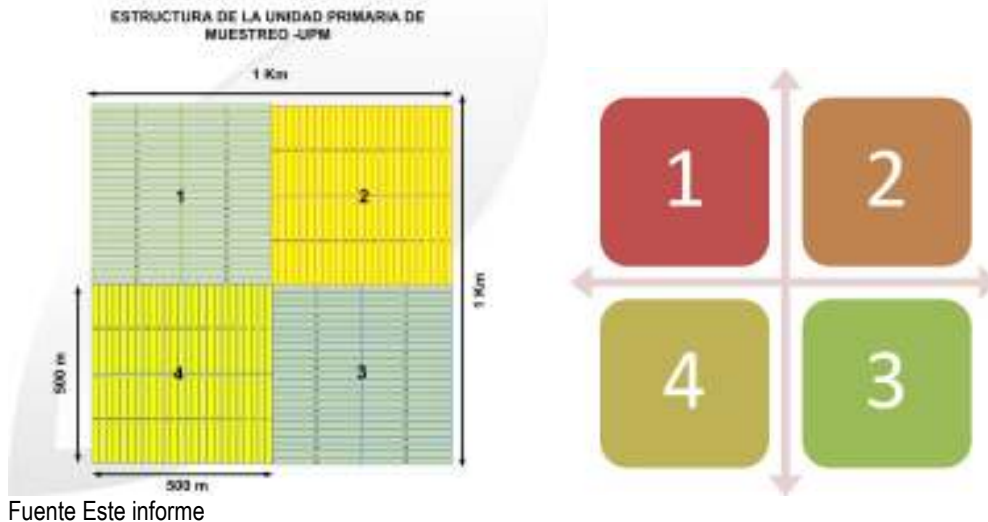 ESTRUCTURA DE LA UNIDAD PRIMARIA DE
MUESTREO -UPM
1 Km
1
2
1 Km
500 m
4
3
500 m
1
2
4
3
Fuente Este informe